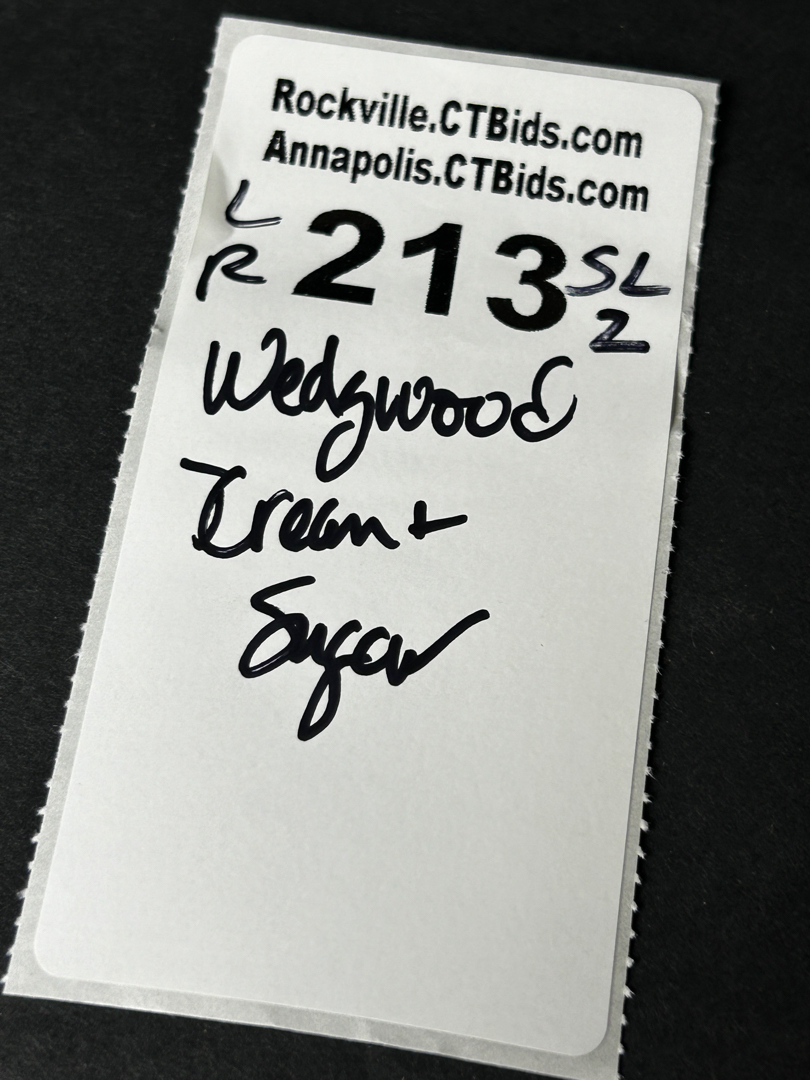 Rockville.CTBids.com
Annapolis.CTBids.com
L
R 213 SL
2
Wedgwood
Cream +
Sugar